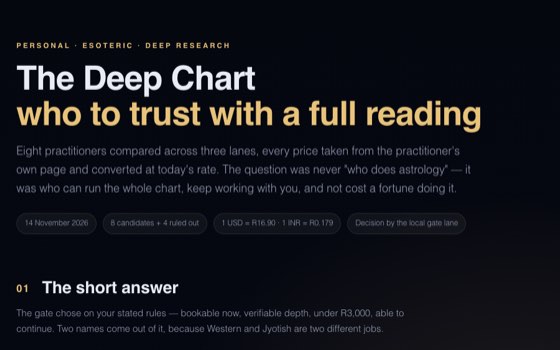 PERSONAL · ESOTERIC · DEEP RESEARCH
The Deep Chart
who to trust with a full reading
Eight practitioners compared across three lanes, every price taken from the practitioner's
own page and converted at today's rate. The question was never "who does astrology" — it
was who can run the whole chart, keep working with you, and not cost a fortune doing it.
14 November 2026
8 candidates + 4 ruled out
1 USD = R16.90 · 1 INR = R0.179
Decision by the local gate lane
01 The short answer
The gate chose on your stated rules — bookable now, verifiable depth, under R3,000, able to
continue. Two names come out of it, because Western and Jyotish are two different jobs.